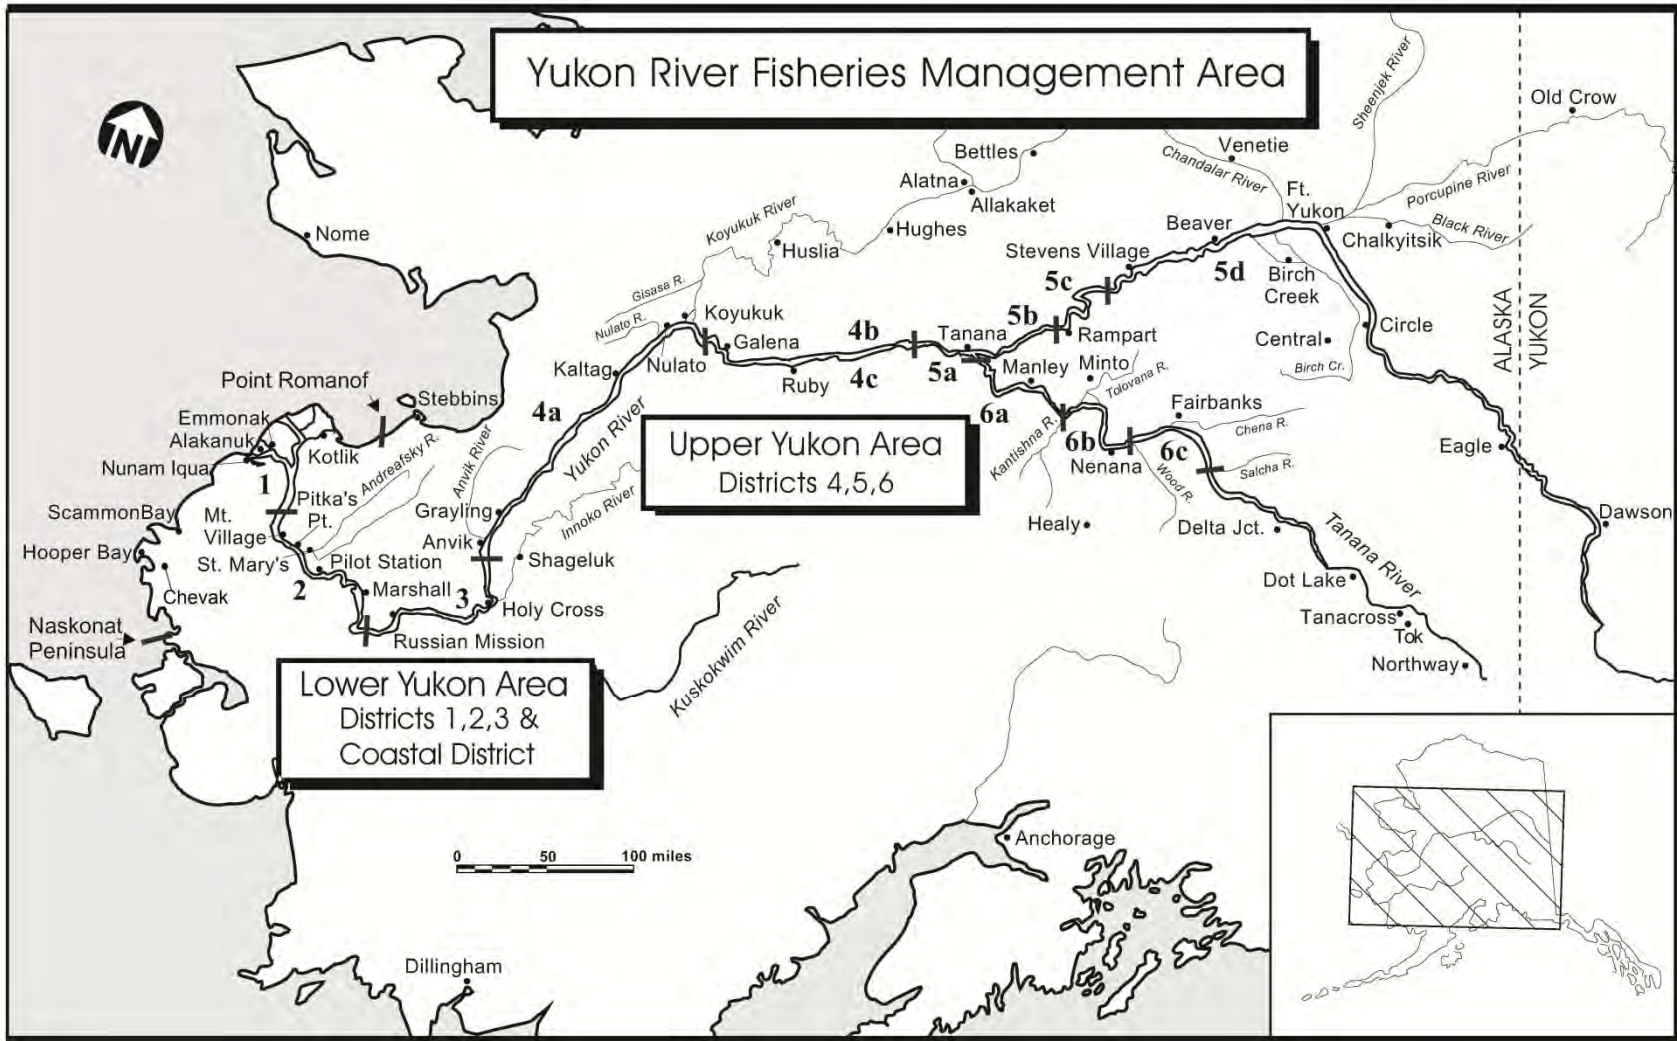 Yukon River Fisheries Management Area
N
Old Crow
Sheenjek River
Venetie
Chandalar River
Bettles
Alatna
Allakaket
Porcupine River
Ft.
Yukon
Black River
Chalkyitsik
Koyukuk River
Hughes
Huslia
Beaver
Nome
Stevens Village
5c
5d
Birch
Creek
Gisasa R.
Nulato R.
Koyukuk
Galena
Nulato
4b
Tanana
5b
Rampart
Circle
Central
Birch Cr.
ALASKA
YUKON
Kaltag
Ruby
4c
5a
Manley
Minto
Tolovana R.
Point Romanof
Stebbins
4a
6a
Fairbanks
Chena R.
Emmonak
Alakanuk
Nunam Iqua
Kotlik
Andreafsky R.
Anvik River
Yukon River
Upper Yukon Area
Districts 4,5,6
Kantishna R.
6b
Nenana
6c
Wood R.
Salcha R.
Eagle
1
Pitka's
Pt.
Innoko River
ScammonBay
Mt.
Village
Grayling
Healy
Delta Jct.
Tanana River
Dawson
Hooper Bay
St. Mary's
Pilot Station
Anvik
Shageluk
Chevak
2
Marshall
3
Holy Cross
Dot Lake
Naskonat
Peninsula
Russian Mission
Kuskokwim River
Tanacross
Tok
Northway
Lower Yukon Area
Districts 1,2,3 &
Coastal District
0 50 100 miles
Anchorage
Dillingham